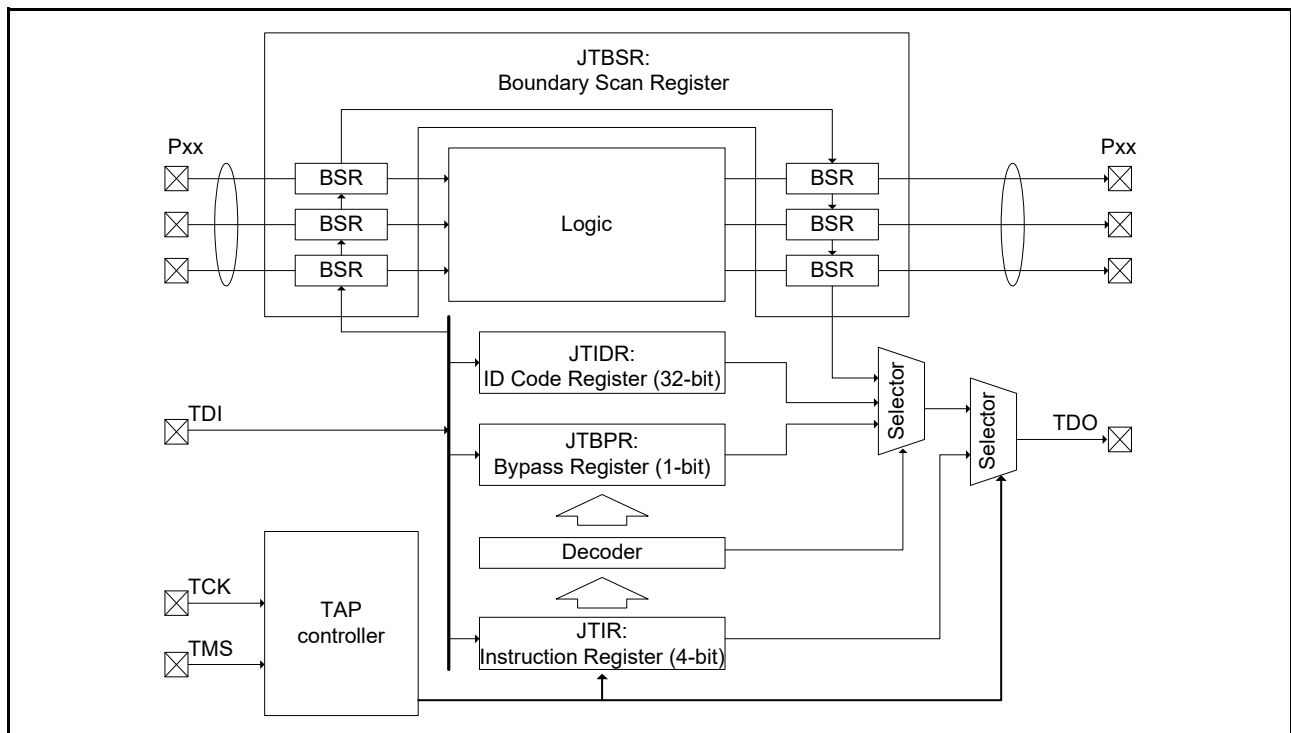 JTBSR:
Boundary Scan Register
Pxx
Pxx
BSR
BSR
BSR
BSR
BSR
BSR
Logic
JTIDR:
ID Code Register (32-bit)
TDI
JTBPR:
Bypass Register (1-bit)
Selector
Selector
TDO
Decoder
TCK
TMS
TAP
controller
JTIR:
Instruction Register (4-bit)